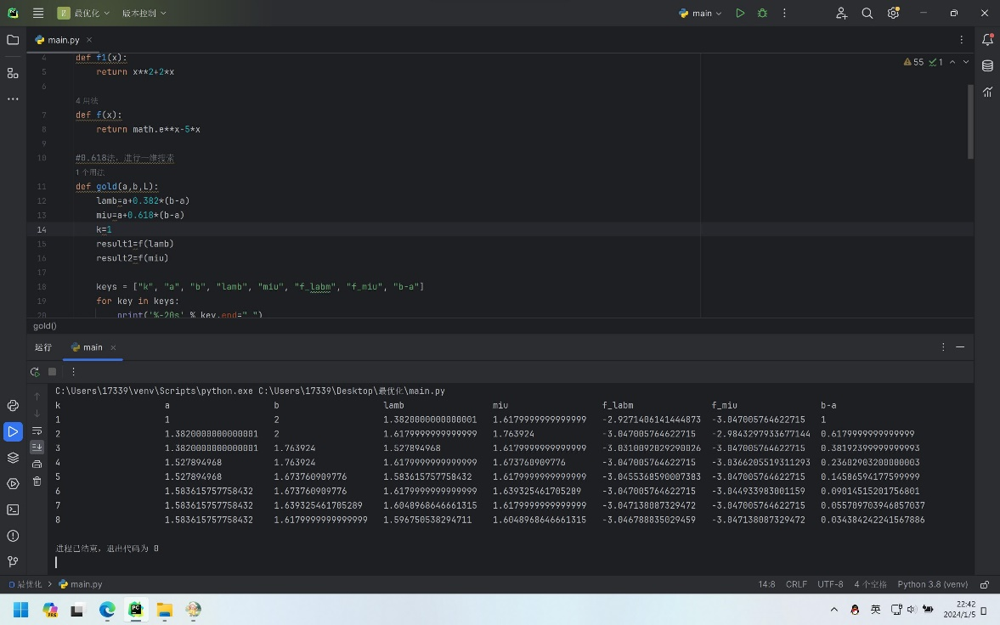 最优化
版本控制
main
main.py
4 def f1(x):
5 return x**2+2*x
6
4 用法
7 def f(x):
8 return math.e**x-5*x
9
10 #0.618法，进行一维搜索
1 个用法
11 def gold(a,b,L):
12 lamb=a+0.382*(b-a)
13 miu=a+0.618*(b-a)
14 k=1
15 result1=f(lamb)
16 result2=f(miu)
17
18 keys = ["k", "a", "b", "lamb", "miu", "f_labm", "f_miu", "b-a"]
19 for key in keys:
20 print('%-20s' % key,end=" ")
55 1
gold()
运行 main
C:\Users\17339\venv\Scripts\python.exe C:\Users\17339\Desktop\最优化\main.py
k a b lamb miu f_labm f_miu b-a
1 1 2 1.3820000000000001 1.6179999999999999 -2.9271406141444873 -3.047005764622715 1
2 1.3820000000000001 2 1.6179999999999999 1.763924 -3.047005764622715 -2.9843297933677144 0.6179999999999999
3 1.3820000000000001 1.763924 1.527894968 1.6179999999999999 -3.0310092029290026 -3.047005764622715 0.38192399999999993
4 1.527894968 1.763924 1.6179999999999999 1.673760909776 -3.047005764622715 -3.0366205519311293 0.23602903200000003
5 1.527894968 1.673760909776 1.583615757758432 1.6179999999999999 -3.0455368590007383 -3.047005764622715 0.14586594177599999
6 1.583615757758432 1.673760909776 1.6179999999999999 1.639325461705289 -3.047005764622715 -3.044933983001159 0.09014515201756801
7 1.583615757758432 1.639325461705289 1.6048968646661315 1.6179999999999999 -3.047138087329472 -3.047005764622715 0.055709703946857037
8 1.583615757758432 1.6179999999999999 1.596750538294711 1.6048968646661315 -3.046788835029459 -3.047138087329472 0.034384242241567886
进程已结束，退出代码为 0
最优化 main.py
14:8 CRLF UTF-8 4 个空格 Python 3.8 (venv)
PRE
PC
英
22:42
2024/1/5